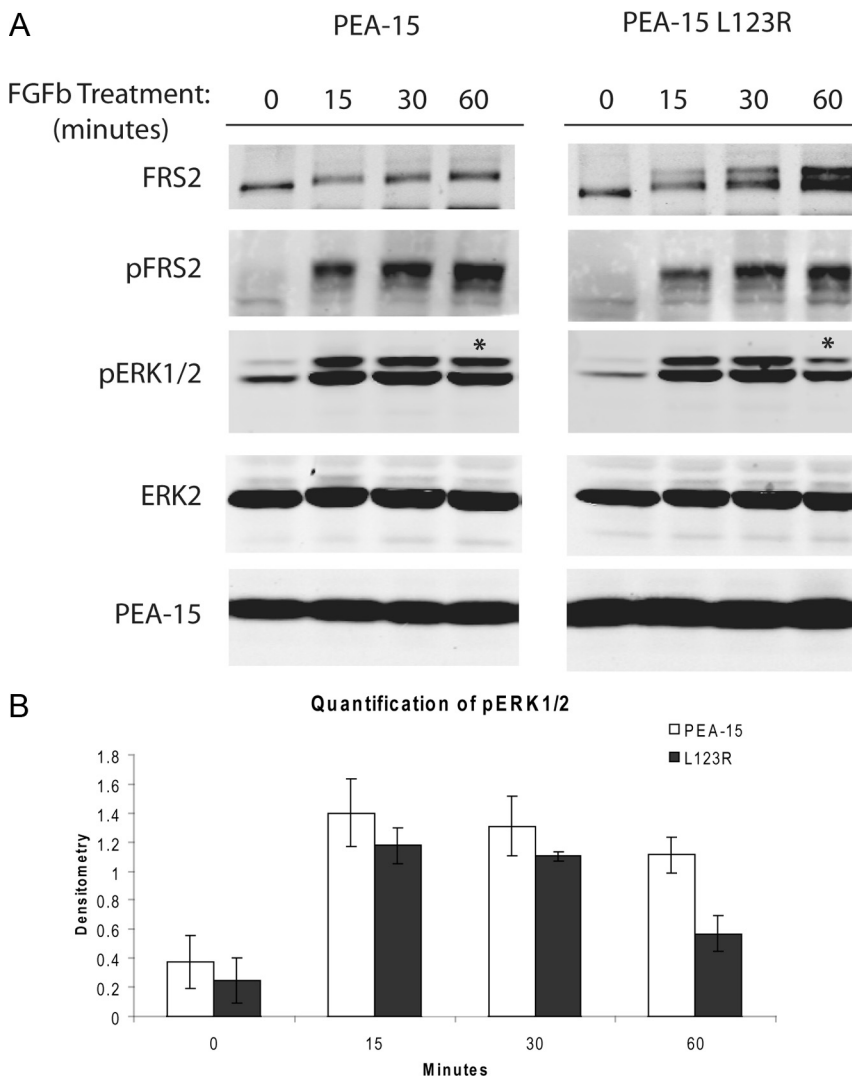 A
PEA-15
PEA-15 L123R
FGFb Treatment:
(minutes)
0 15 30 60
0 15 30 60
FRS2
pFRS2
* *
pERK1/2
ERK2
PEA-15
B
Quantification of pERK1/2
PEA-15
L123R
1.8
1.6
1.4
1.2
1
0.8
0.6
0.4
0.2
0
Densitometry
0 15 30 60
Minutes